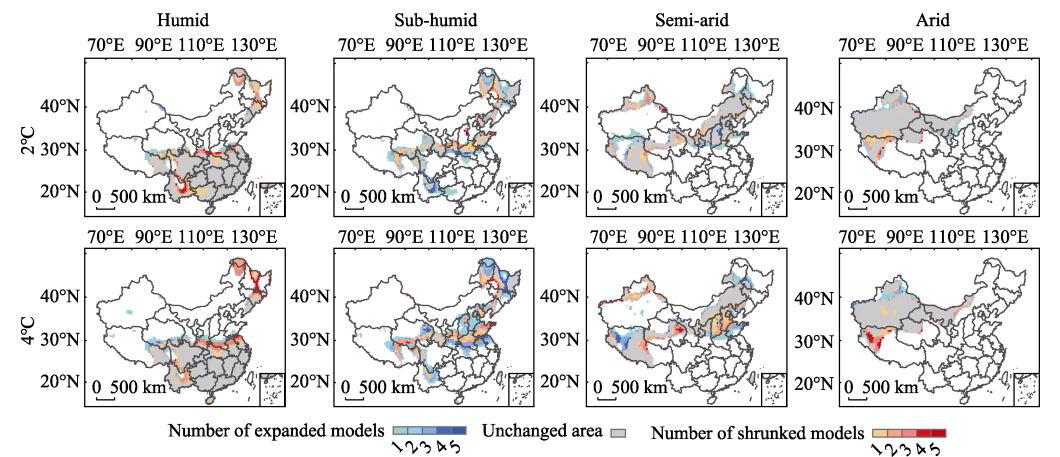 Humid Sub-humid Semi-arid Arid
70°E 90°E 110°E 130°E 70°E 90°E 110°E 130°E 70°E 90°E 110°E 130°E 70°E 90°E 110°E 130°E
2°C
40°N 40°N 40°N 40°N
30°N 30°N 30°N 30°N
20°N 20°N 20°N 20°N
0 500 km 0 500 km 0 500 km 0 500 km
70°E 90°E 110°E 130°E 70°E 90°E 110°E 130°E 70°E 90°E 110°E 130°E 70°E 90°E 110°E 130°E
4°C
40°N 40°N 40°N 40°N
30°N 30°N 30°N 30°N
20°N 20°N 20°N 20°N
0 500 km 0 500 km 0 500 km 0 500 km
Number of expanded models Unchanged area Number of shrunked models
1 2 3 4 5 1 2 3 4 5